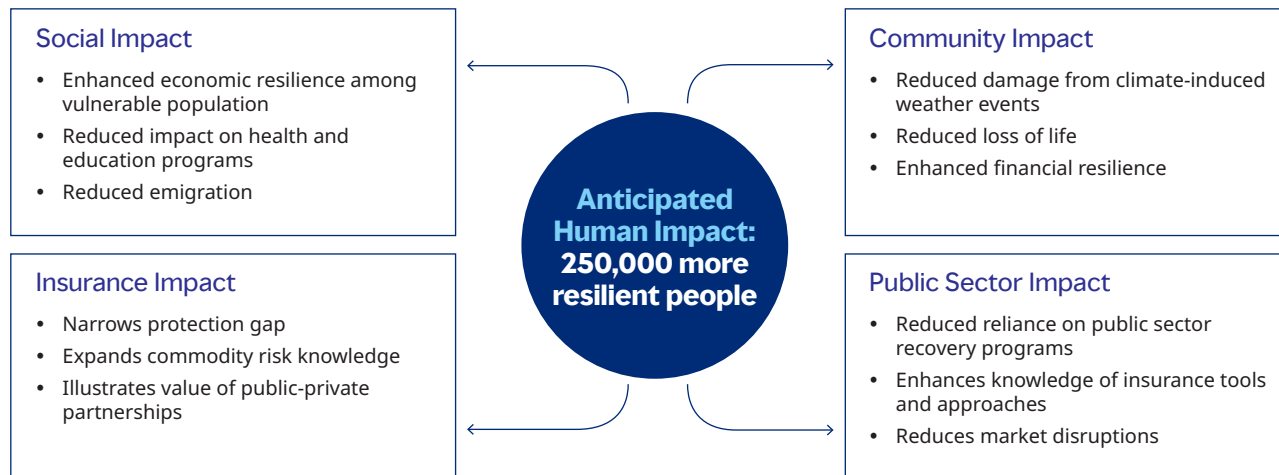 Social Impact
• Enhanced economic resilience among
vulnerable population
• Reduced impact on health and
education programs
• Reduced emigration
Community Impact
• Reduced damage from climate-induced
weather events
• Reduced loss of life
• Enhanced financial resilience
Anticipated
Human Impact:
250,000 more
resilient people
Insurance Impact
• Narrows protection gap
• Expands commodity risk knowledge
• Illustrates value of public-private
partnerships
Public Sector Impact
• Reduced reliance on public sector
recovery programs
• Enhances knowledge of insurance tools
and approaches
• Reduces market disruptions